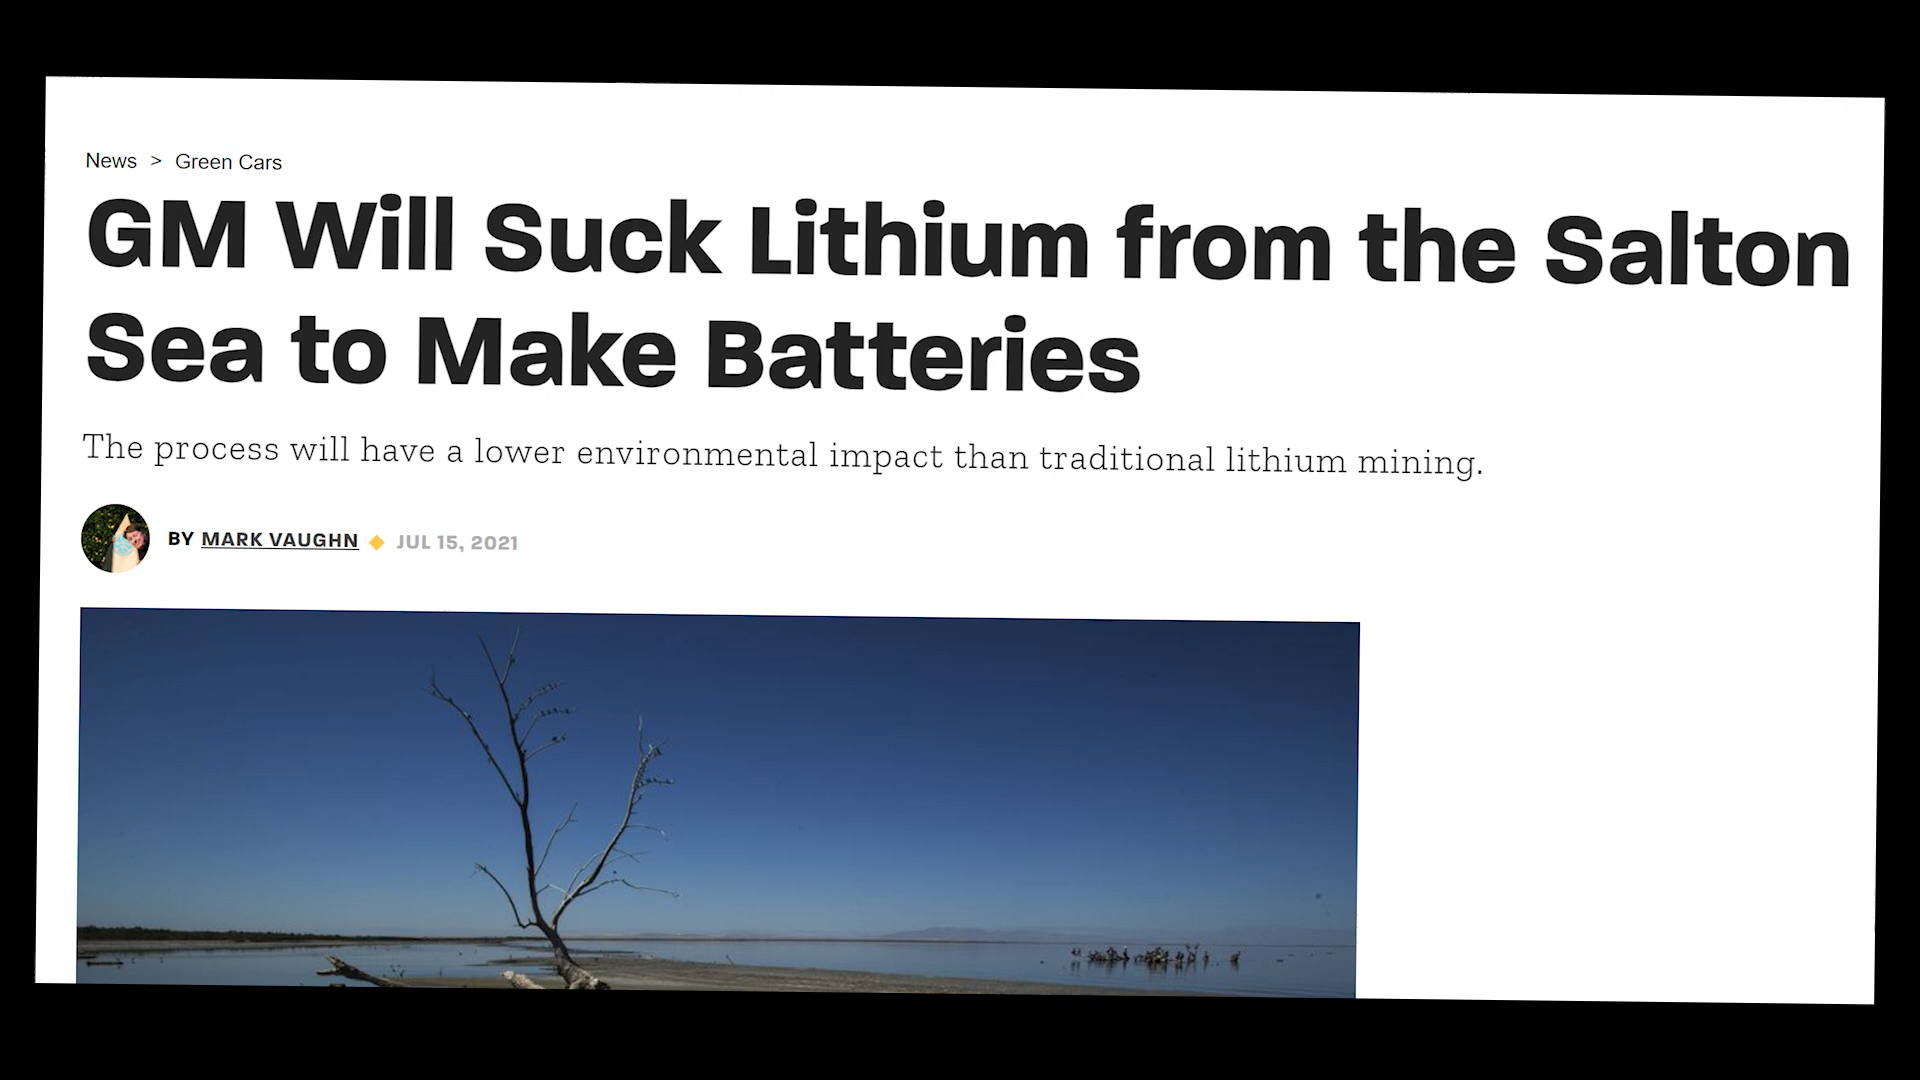 News > Green Cars
GM Will Suck Lithium from the Salton
Sea to Make Batteries
The process will have a lower environmental impact than traditional lithium mining.
BY MARK VAUGHN ◆ JUL 15, 2021